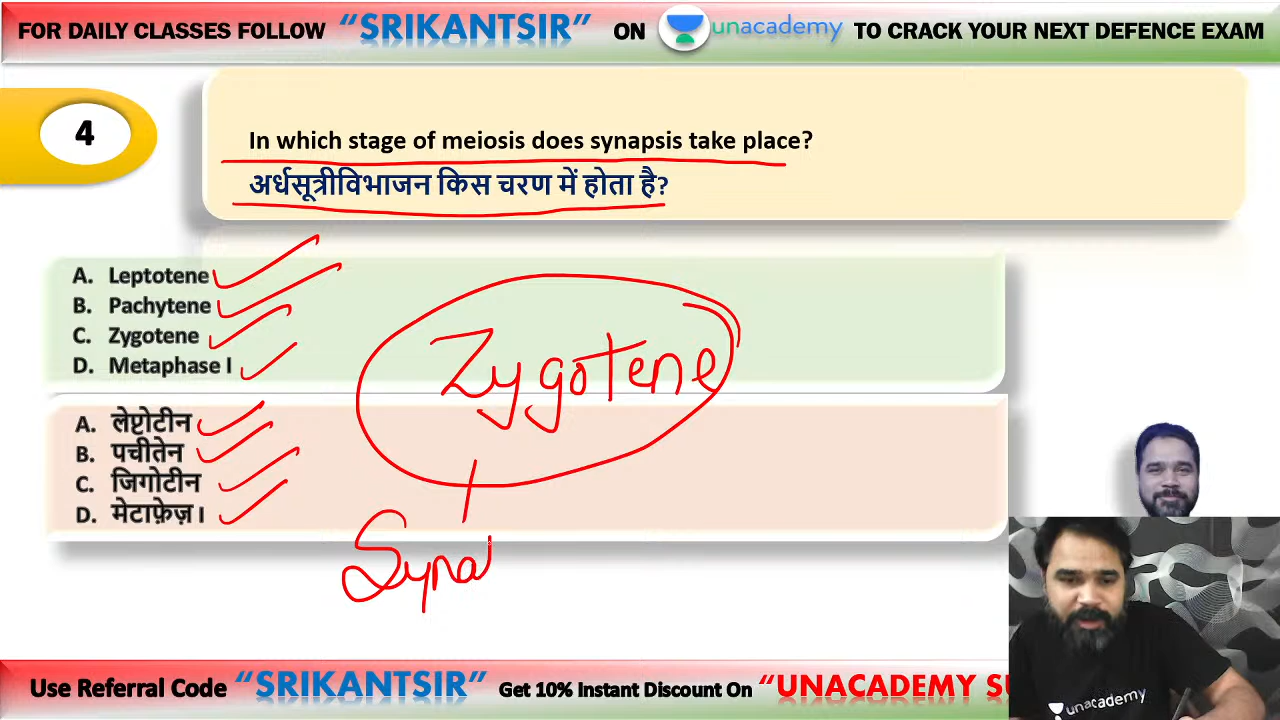 FOR DAILY CLASSES FOLLOW “SRIKANTSIR” ON unacademy TO CRACK YOUR NEXT DEFENCE EXAM
4
In which stage of meiosis does synapsis take place?
अर्धसूत्रीविभाजन किस चरण में होता है?
A. Leptotene
B. Pachytene
C. Zygotene
D. Metaphase I
Zygotene
A. लेप्टोटीन
B. पचीतेन
C. जिगोटीन
D. मेटाफ़ेज़ I
Syna
unacademy
Use Referral Code “SRIKANTSIR” Get 10% Instant Discount On “UNACADEMY SU